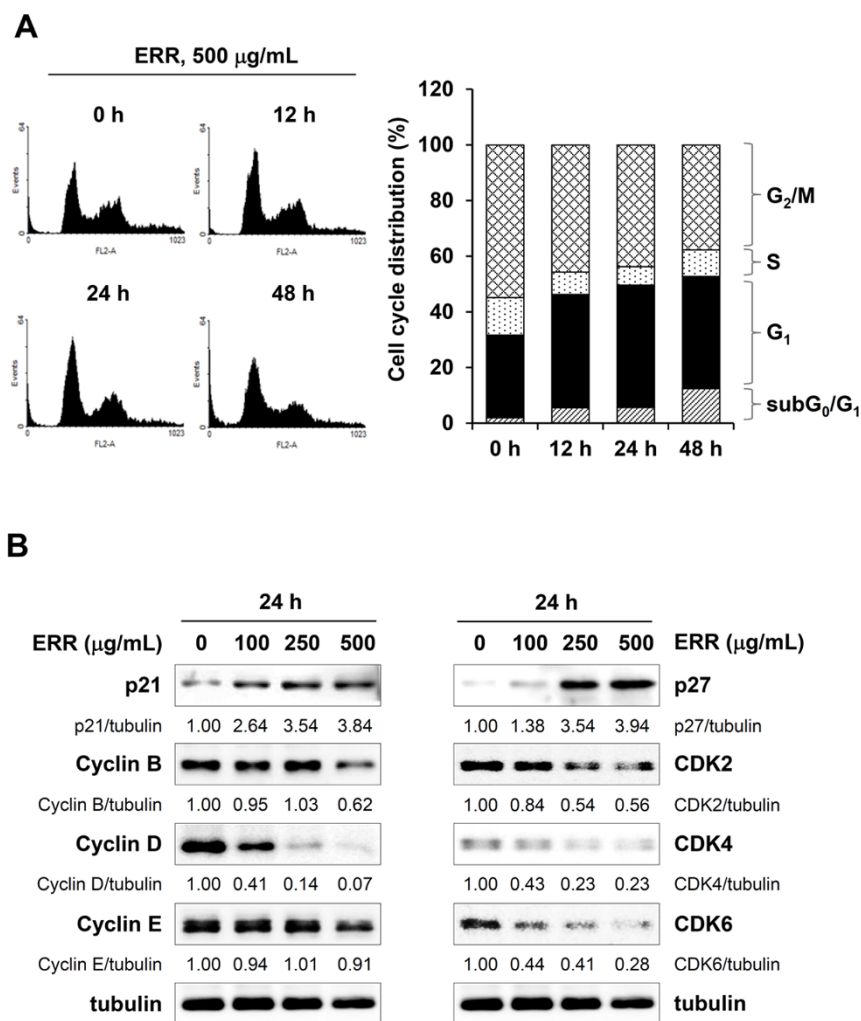 A
ERR, 500 μg/mL
0 h
12 h
64
Events
0
0
1023
FL2-A
64
Events
0
0
1023
FL2-A
24 h
48 h
64
Events
0
0
1023
FL2-A
64
Events
0
0
1023
FL2-A
Cell cycle distribution (%)
120
100
80
60
40
20
0
0 h 12 h 24 h 48 h
G₂/M
S
G₁
subG₀/G₁
B
24 h
ERR (μg/mL) 0 100 250 500
p21
p21/tubulin 1.00 2.64 3.54 3.84
Cyclin B
Cyclin B/tubulin 1.00 0.95 1.03 0.62
Cyclin D
Cyclin D/tubulin 1.00 0.41 0.14 0.07
Cyclin E
Cyclin E/tubulin 1.00 0.94 1.01 0.91
tubulin
24 h
0 100 250 500 ERR (μg/mL)
p27
1.00 1.38 3.54 3.94 p27/tubulin
CDK2
1.00 0.84 0.54 0.56 CDK2/tubulin
CDK4
1.00 0.43 0.23 0.23 CDK4/tubulin
CDK6
1.00 0.44 0.41 0.28 CDK6/tubulin
tubulin